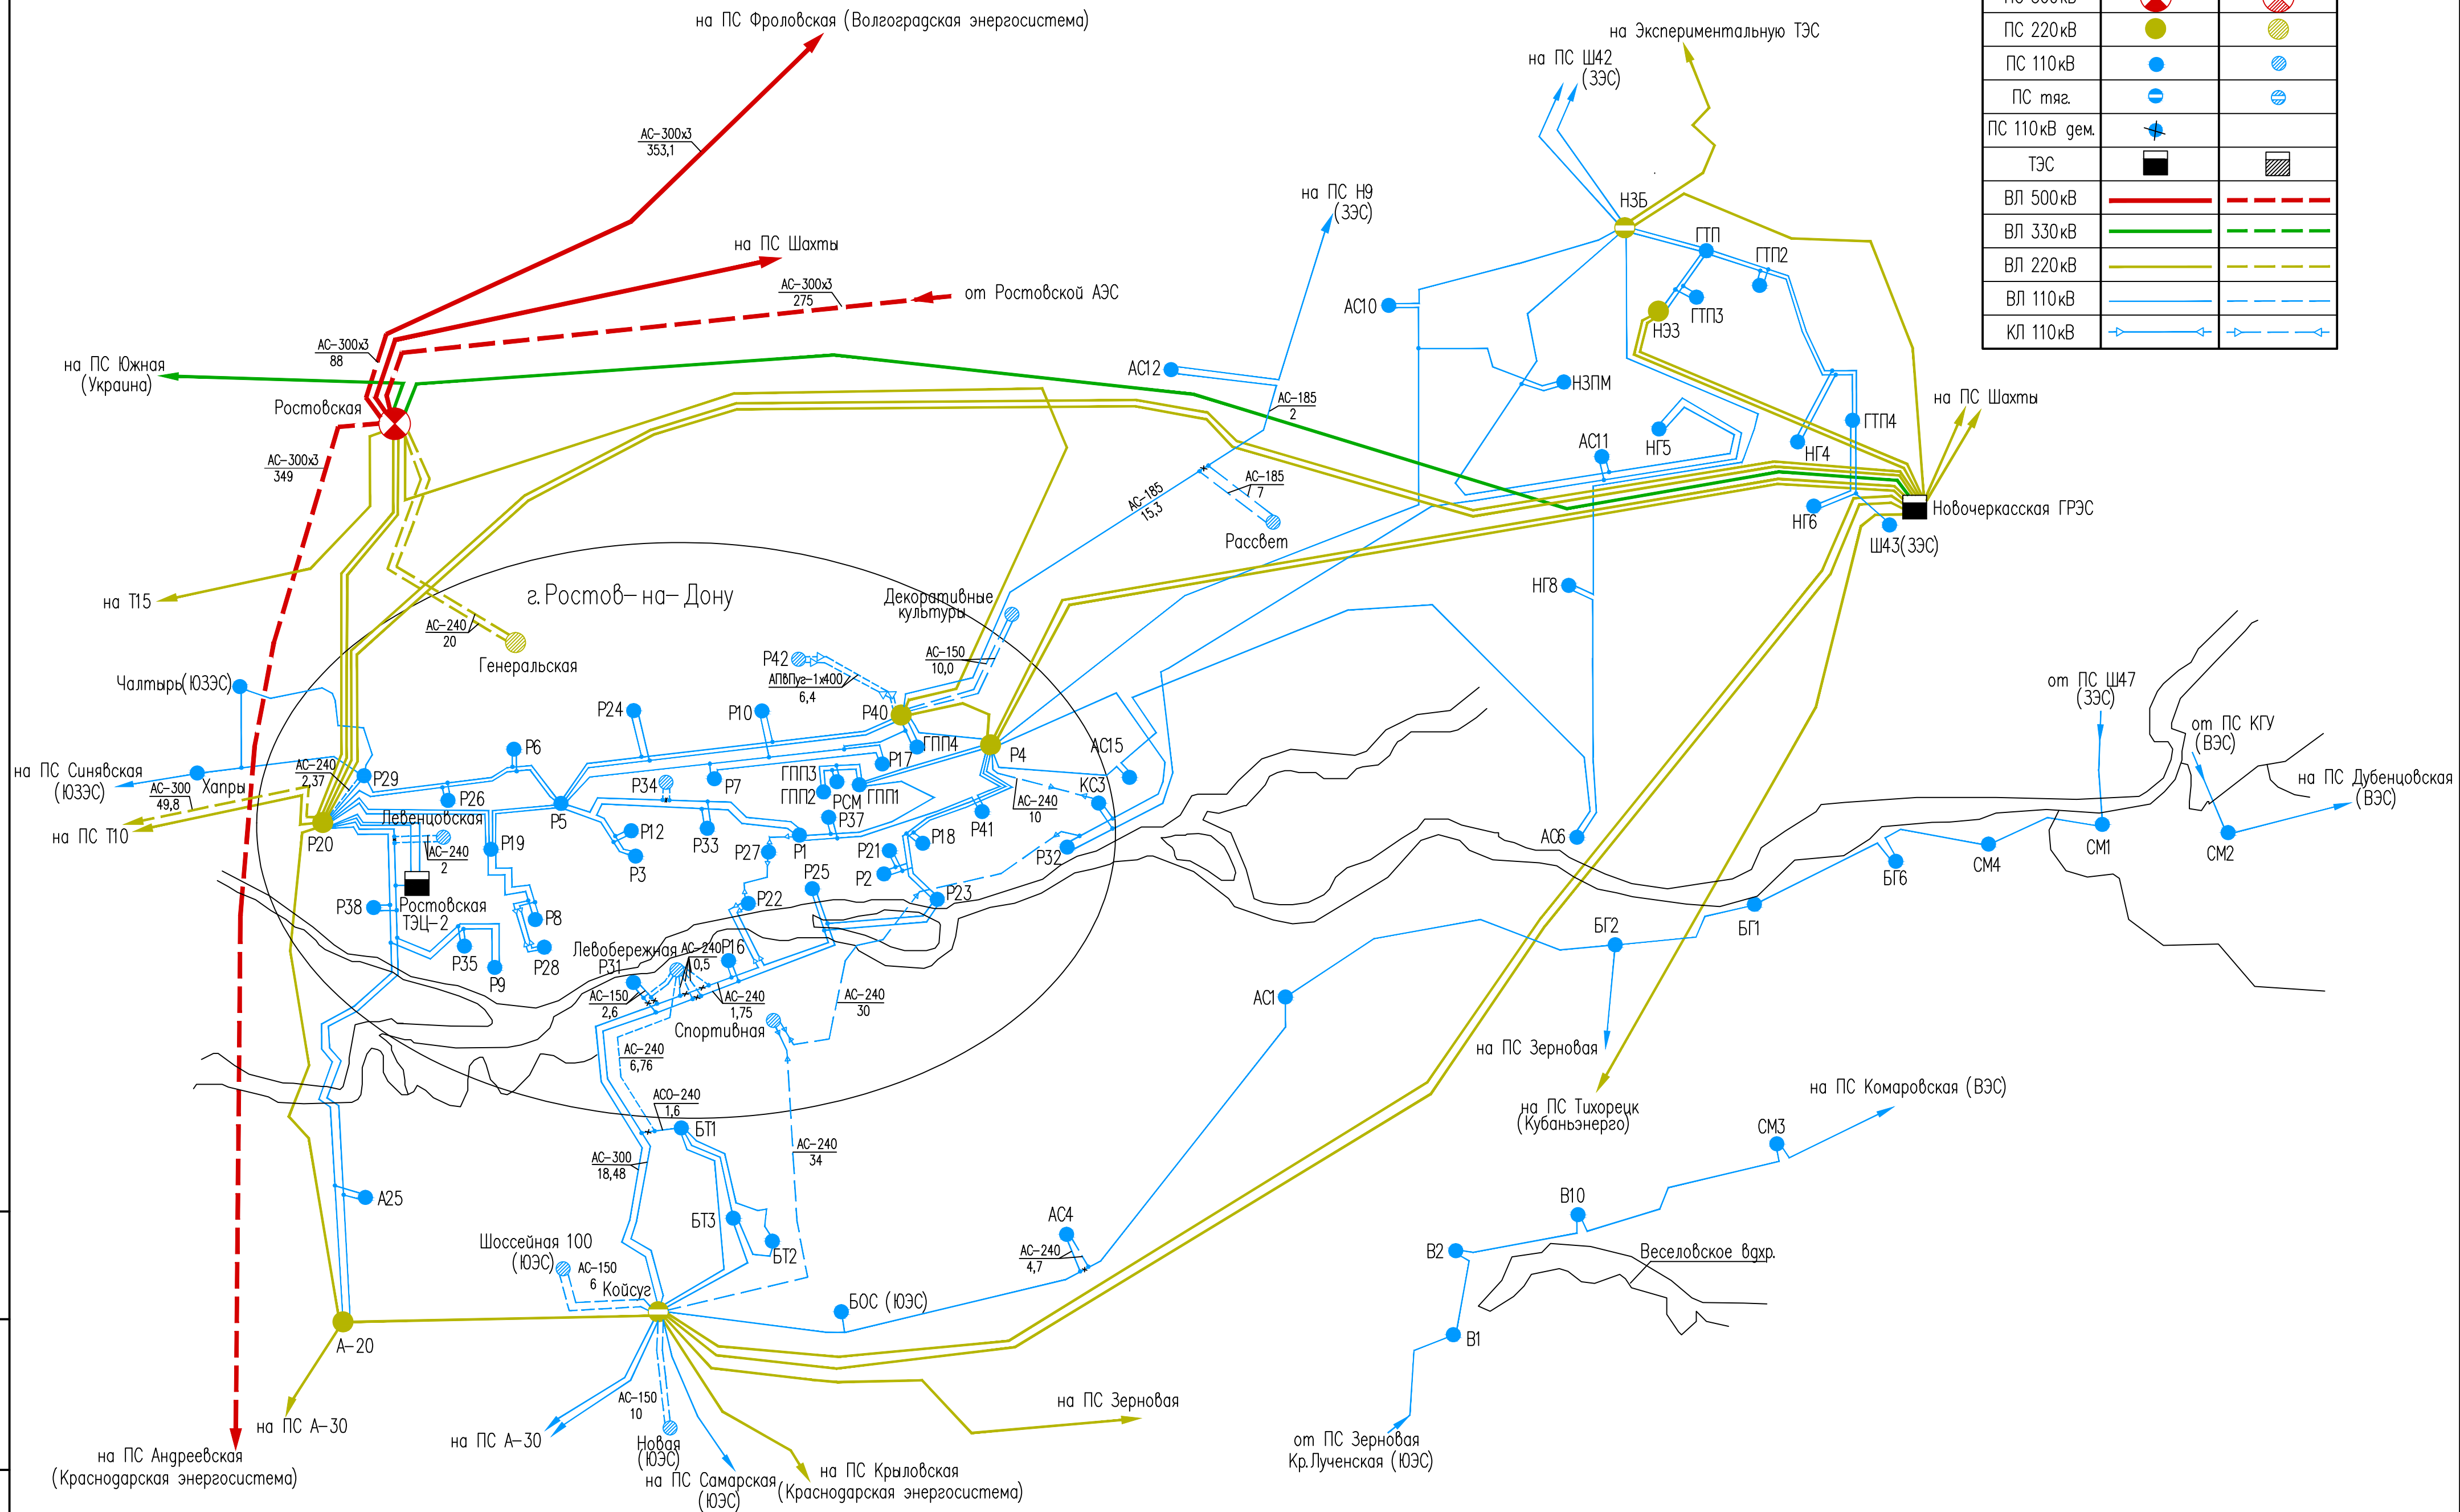 на ПС Фроловская (Волгоградская энергосистема)
ПС 220кВ
ПС 110кВ
ПС тяг.
ПС 110кВ дем.
ТЭС
ВЛ 500кВ
ВЛ 330кВ
ВЛ 220кВ
ВЛ 110кВ
КЛ 110кВ
на Экспериментальную ТЭС
на ПС Ш42
(ЗЭС)
АС-300х3
353,1
на ПС Н9
(ЗЭС)
НЗБ
ГТП
ГТП2
ГТП3
НЭЗ
на ПС Шахты
АС-300х3
275
от Ростовской АЭС
АС10
АС-300х3
88
на ПС Южная
(Украина)
АС12
НЗПМ
Ростовская
АС-185
2
на ПС Шахты
ГТП4
НГ5
АС11
НГ4
АС-300х3
349
АС-185
7
АС-185
15,3
Рассвет
НГ6
Новочеркасская ГРЭС
Ш43(ЗЭС)
НГ8
на Т15
г.Ростов-на-Дону
Декоративные
культуры
АС-240
20
Генеральская
Р42
АПвПуг-1х400
6,4
АС-150
10,0
Чалтырь(ЮЗЭС)
от ПС Ш47
(ЗЭС)
Р24
Р10
Р40
от ПС КГУ
(ВЭС)
Р6
ГПП4
Р17
Р4
АС15
на ПС Синявская
(ЮЗЭС)
Хапры
АС-240
2,37
Р29
Р34
Р7
ГПП3
ГПП2
РСМ
ГПП1
КС3
на ПС Дубенцовская
(ВЭС)
АС-300
49,8
Р26
АС-240
10
Левенцовская
Р5
Р37
Р41
на ПС Т10
Р20
Р12
Р33
Р1
Р18
АС6
СМ1
СМ2
СМ4
Р19
АС-240
2
Р3
Р27
Р21
Р32
Р2
БГ6
Р25
Р38
Ростовская
ТЭЦ-2
Р22
Р23
Р8
БГ1
БГ2
Р35
Р9
Р28
Левобережная
АС-240
0,5
Р16
Р31
АС-150
2,6
АС-240
1,75
АС-240
30
АС1
Спортивная
АС-240
6,76
на ПС Зерновая
АСО-240
1,6
на ПС Комаровская (ВЭС)
на ПС Тихорецк
(Кубаньэнерго)
БТ1
СМ3
АС-240
34
АС-300
18,48
А25
В10
БТ3
АС4
Шоссейная 100
(ЮЭС)
БТ2
АС-240
4,7
В2
Веселовское вдхр.
АС-150
6
Койсуг
БОС (ЮЭС)
В1
А-20
АС-150
10
на ПС Зерновая
на ПС А-30
на ПС А-30
Новая
(ЮЭС)
от ПС Зерновая
Кр.Лученская (ЮЭС)
на ПС Андреевская
(Краснодарская энергосистема)
на ПС Самарская
(ЮЭС)
на ПС Крыловская
(Краснодарская энергосистема)